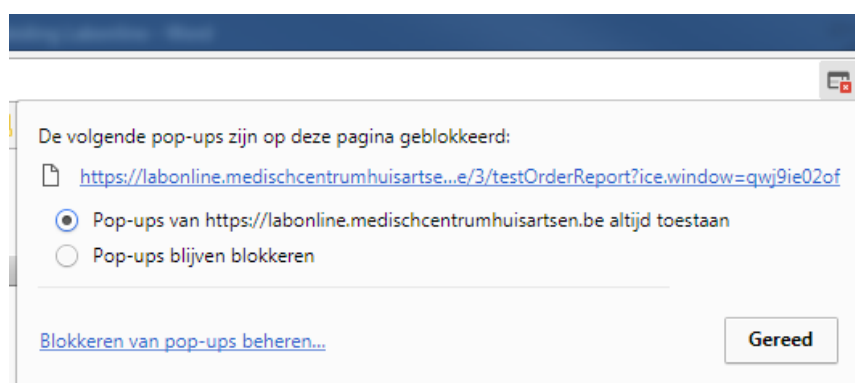 De volgende pop-ups zijn op deze pagina geblokkeerd:
https://labonline.medischcentrumhuisartse...e/3/testOrderReport?ice.window=qwj9ie02of
Pop-ups van https://labonline.medischcentrumhuisartsen.be altijd toestaan
Pop-ups blijven blokkeren
Blokkeren van pop-ups beheren...
Gereed